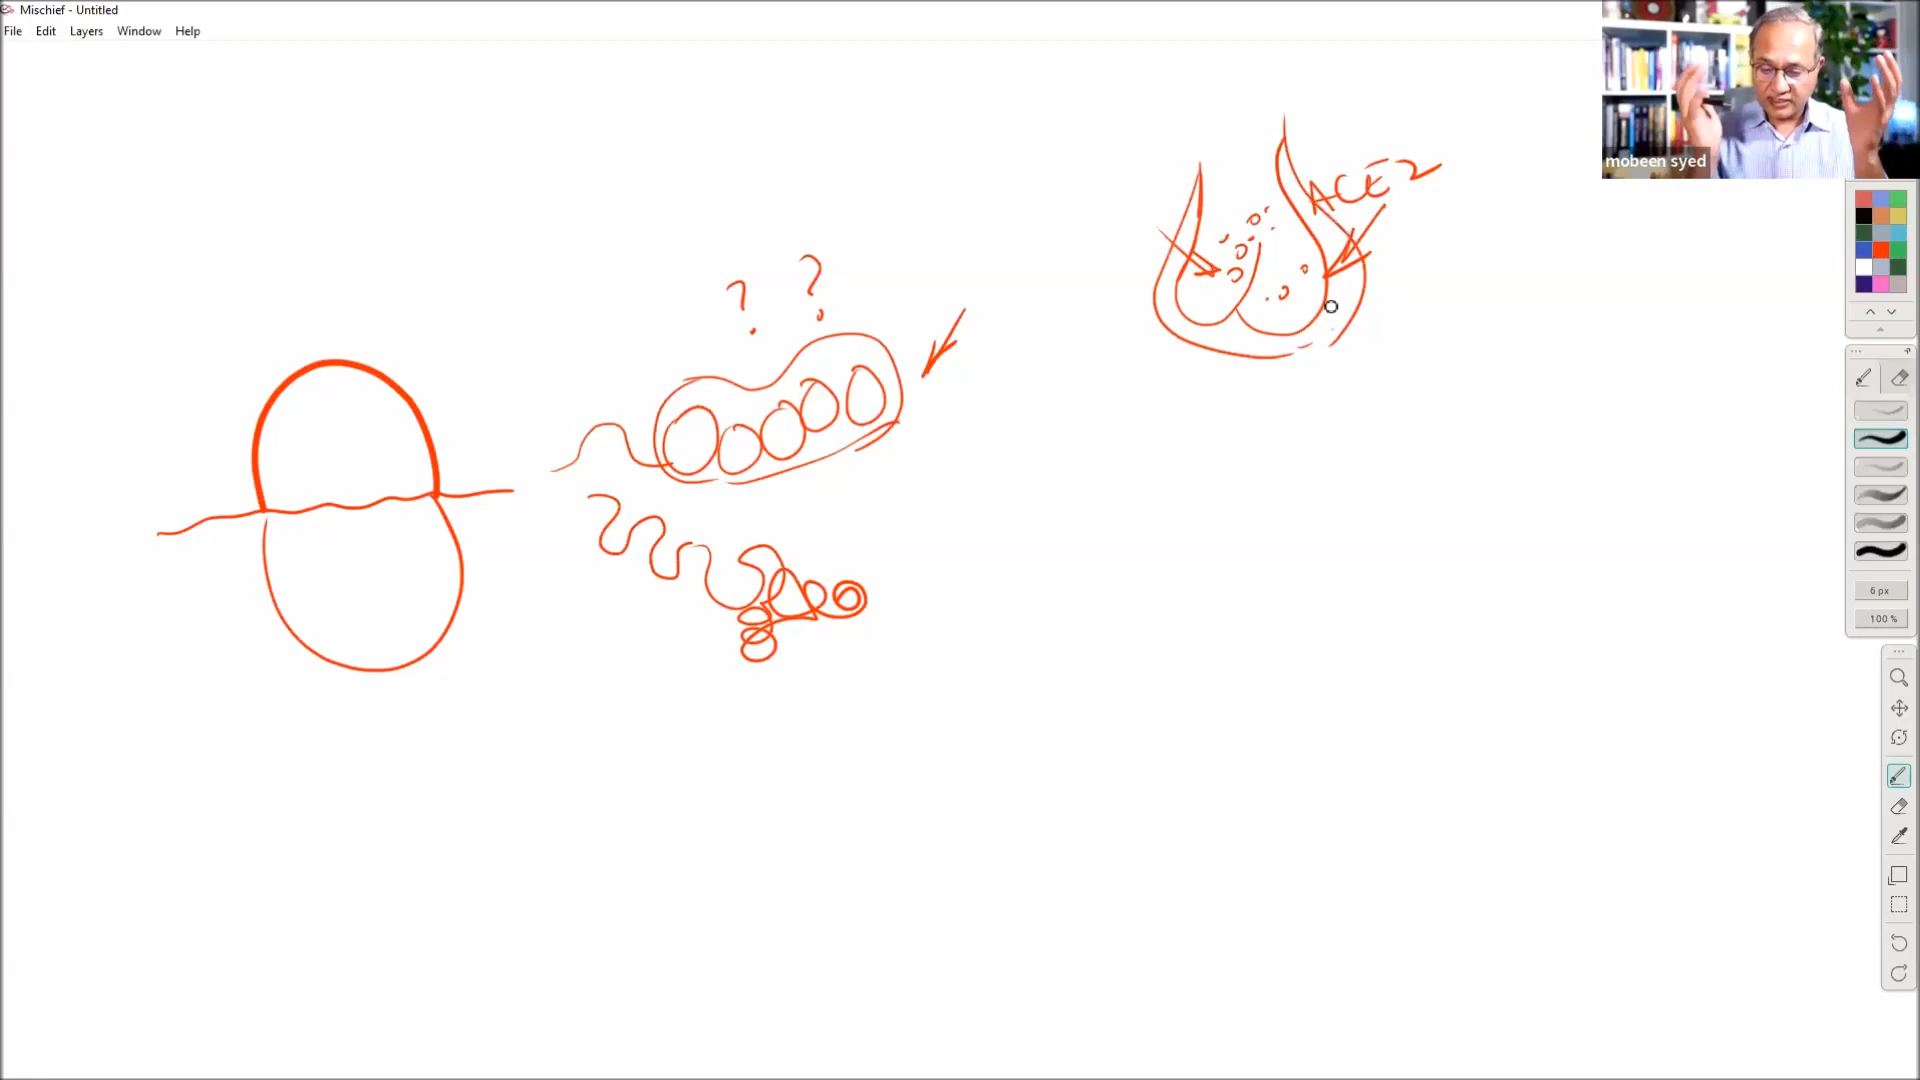 Mischief - Untitled
File Edit Layers Window Help
mobeen syed
ACE2
? ?
6 px
100 %